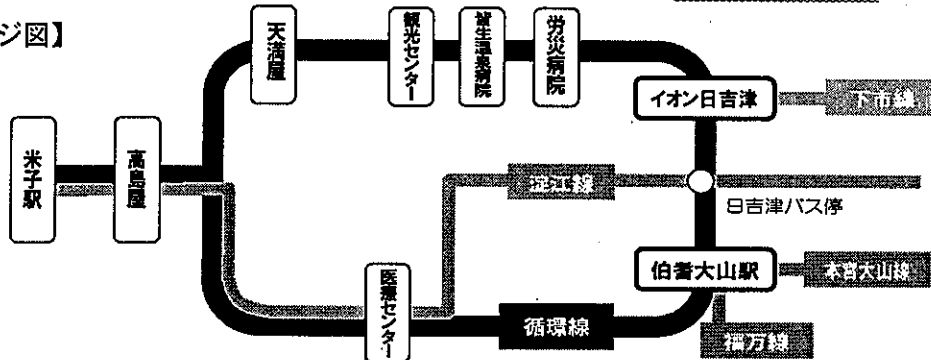 ジ図】
天満屋
観光センター
皆生温泉病院
労災病院
イオン日吉津
下市線
米子駅
高島屋
淀江線
日吉津バス停
伯耆大山駅
本宮大山線
医療センター
循環線
福万線